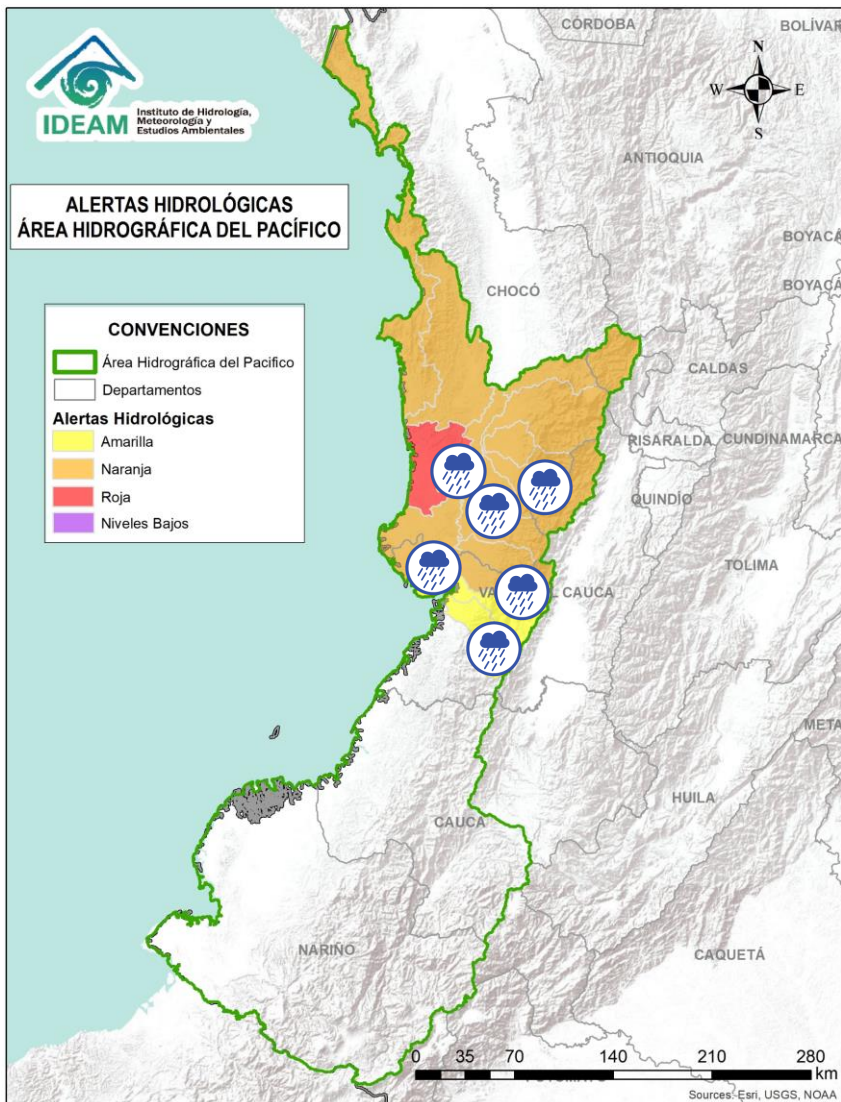 CÓRDOBA
BOLÍVAR
IDEAM
Instituto de Hidrología,
Meteorología y
Estudios Ambientales
N
W
E
S
ANTIOQUIA
ALERTAS HIDROLÓGICAS
ÁREA HIDROGRÁFICA DEL PACÍFICO
BOYACÁ
BOYACÁ
CHOCÓ
CONVENCIONES
Área Hidrográfica del Pacifico
Departamentos
Alertas Hidrológicas
Amarilla
Naranja
Roja
Niveles Bajos
CALDAS
RISARALDA
CUNDINAMARCA
QUINDÍO
TOLIMA
CAUCA
META
HUILA
CAUCA
NARIÑO
CAQUETÁ
0 35 70 140 210 280
km
Sources: Esri, USGS, NOAA